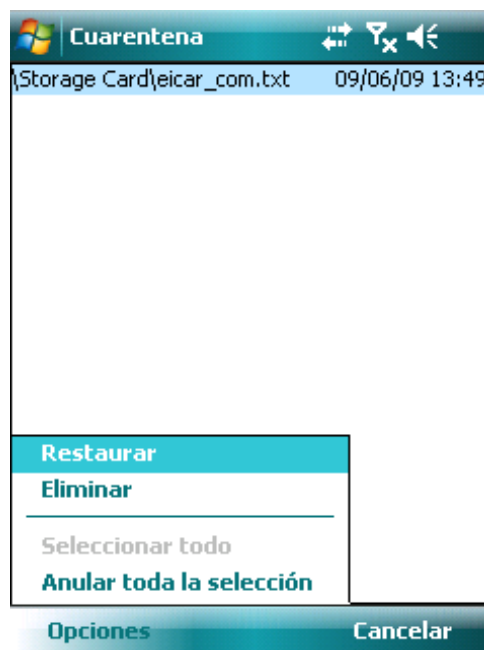 Cuarentena
\Storage Card\eicar_com.txt 09/06/09 13:49
Restaurar
Eliminar
Seleccionar todo
Anular toda la selección
Opciones Cancelar